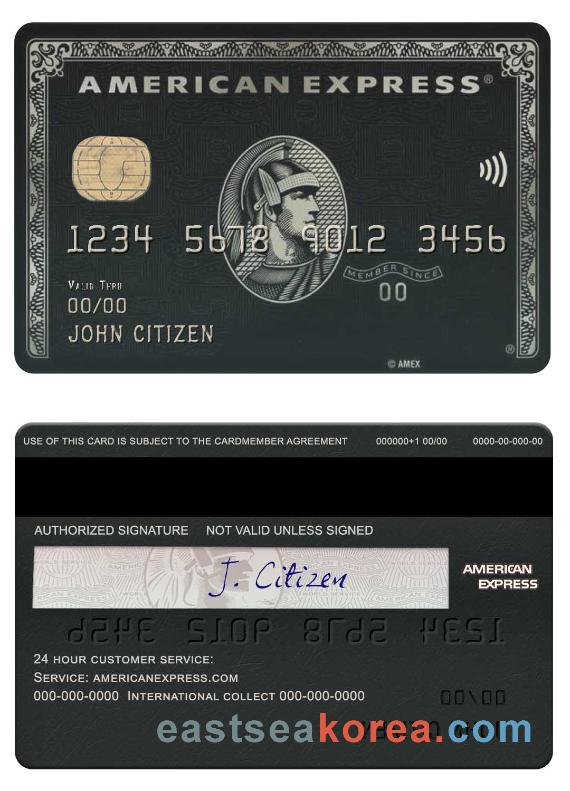 AMERICAN EXPRESS®
1234 5678 9012 3456
MEMBER SINCE
VALID THRU
00/00
00
JOHN CITIZEN
® 
© AMEX
USE OF THIS CARD IS SUBJECT TO THE CARDMEMBER AGREEMENT 000000+1 00/00 0000-00-000-00
AUTHORIZED SIGNATURE NOT VALID UNLESS SIGNED
J. Citizen
AMERICAN
EXPRESS
24 HOUR CUSTOMER SERVICE:
SERVICE: AMERICANEXPRESS.COM
000-000-0000 INTERNATIONAL COLLECT 000-000-0000
eastseakorea.com